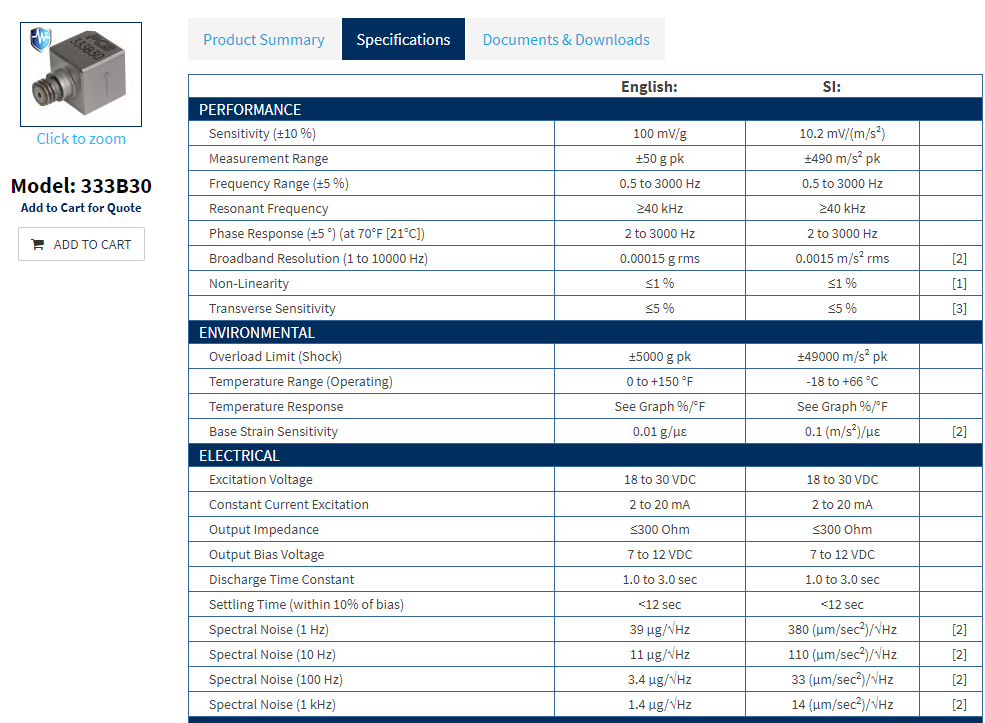 PCB
333B30
Click to zoom
Model: 333B30
Add to Cart for Quote
ADD TO CART
Product Summary Specifications Documents & Downloads
English: SI:
PERFORMANCE
Sensitivity (±10 %) 100 mV/g 10.2 mV/(m/s²)
Measurement Range ±50 g pk ±490 m/s² pk
Frequency Range (±5 %) 0.5 to 3000 Hz 0.5 to 3000 Hz
Resonant Frequency ≥40 kHz ≥40 kHz
Phase Response (±5 °) (at 70°F [21°C]) 2 to 3000 Hz 2 to 3000 Hz
Broadband Resolution (1 to 10000 Hz) 0.00015 g rms 0.0015 m/s² rms [2]
Non-Linearity ≤1 % ≤1 % [1]
Transverse Sensitivity ≤5 % ≤5 % [3]
ENVIRONMENTAL
Overload Limit (Shock) ±5000 g pk ±49000 m/s² pk
Temperature Range (Operating) 0 to +150 °F -18 to +66 °C
Temperature Response See Graph %/°F See Graph %/°F
Base Strain Sensitivity 0.01 g/με 0.1 (m/s²)/με [2]
ELECTRICAL
Excitation Voltage 18 to 30 VDC 18 to 30 VDC
Constant Current Excitation 2 to 20 mA 2 to 20 mA
Output Impedance ≤300 Ohm ≤300 Ohm
Output Bias Voltage 7 to 12 VDC 7 to 12 VDC
Discharge Time Constant 1.0 to 3.0 sec 1.0 to 3.0 sec
Settling Time (within 10% of bias) <12 sec <12 sec
Spectral Noise (1 Hz) 39 μg/√Hz 380 (μm/sec²)/√Hz [2]
Spectral Noise (10 Hz) 11 μg/√Hz 110 (μm/sec²)/√Hz [2]
Spectral Noise (100 Hz) 3.4 μg/√Hz 33 (μm/sec²)/√Hz [2]
Spectral Noise (1 kHz) 1.4 μg/√Hz 14 (μm/sec²)/√Hz [2]